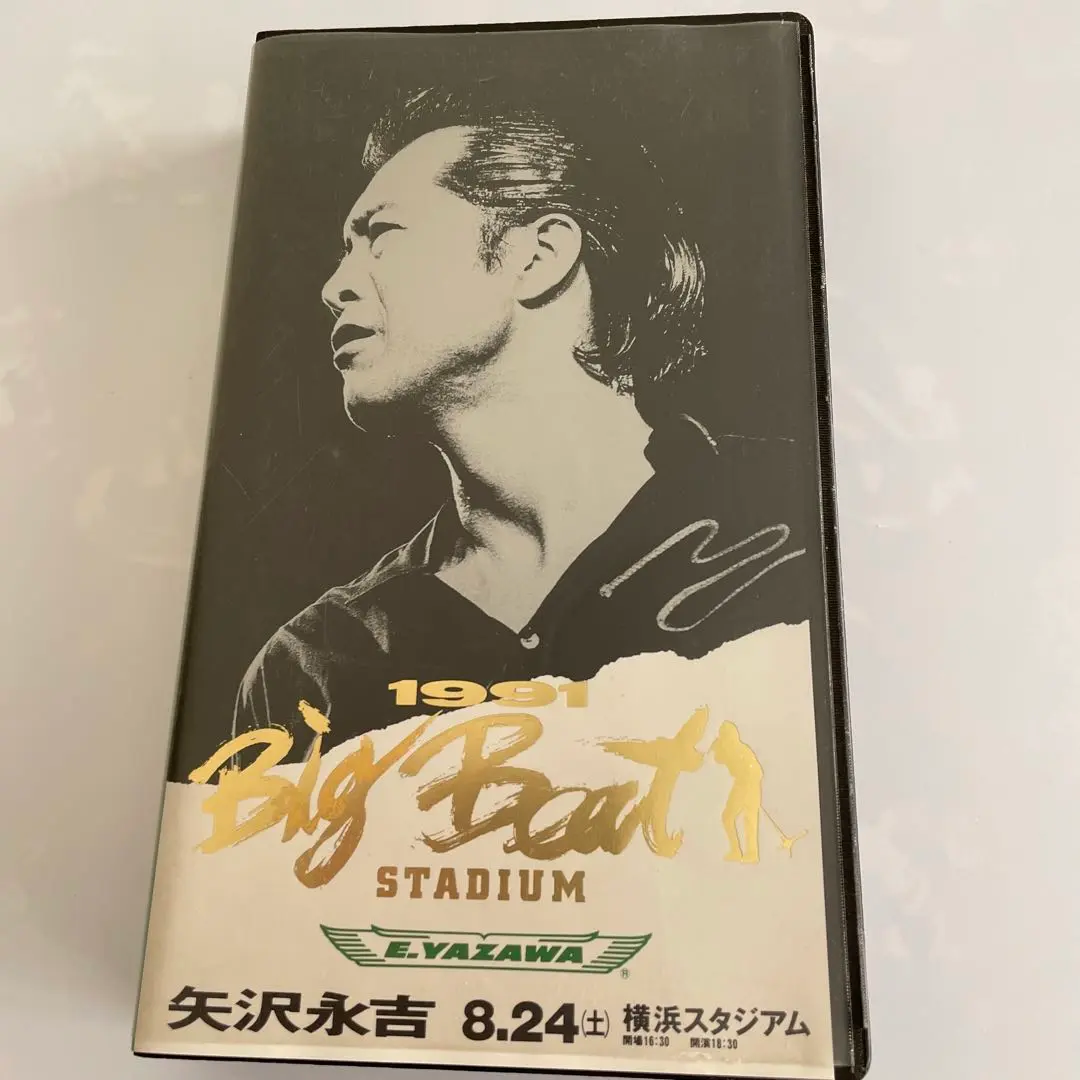 1991
Big Beat
STADIUM
E.YAZAWA ®
矢沢永吉 8.24(土) 横浜スタジアム
開場16:30 開演18:30